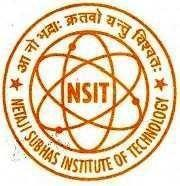 आ नो भद्राः क्रतवो यन्तु विश्वतः
NSIT
NETAJI SUBHAS INSTITUTE OF TECHNOLOGY